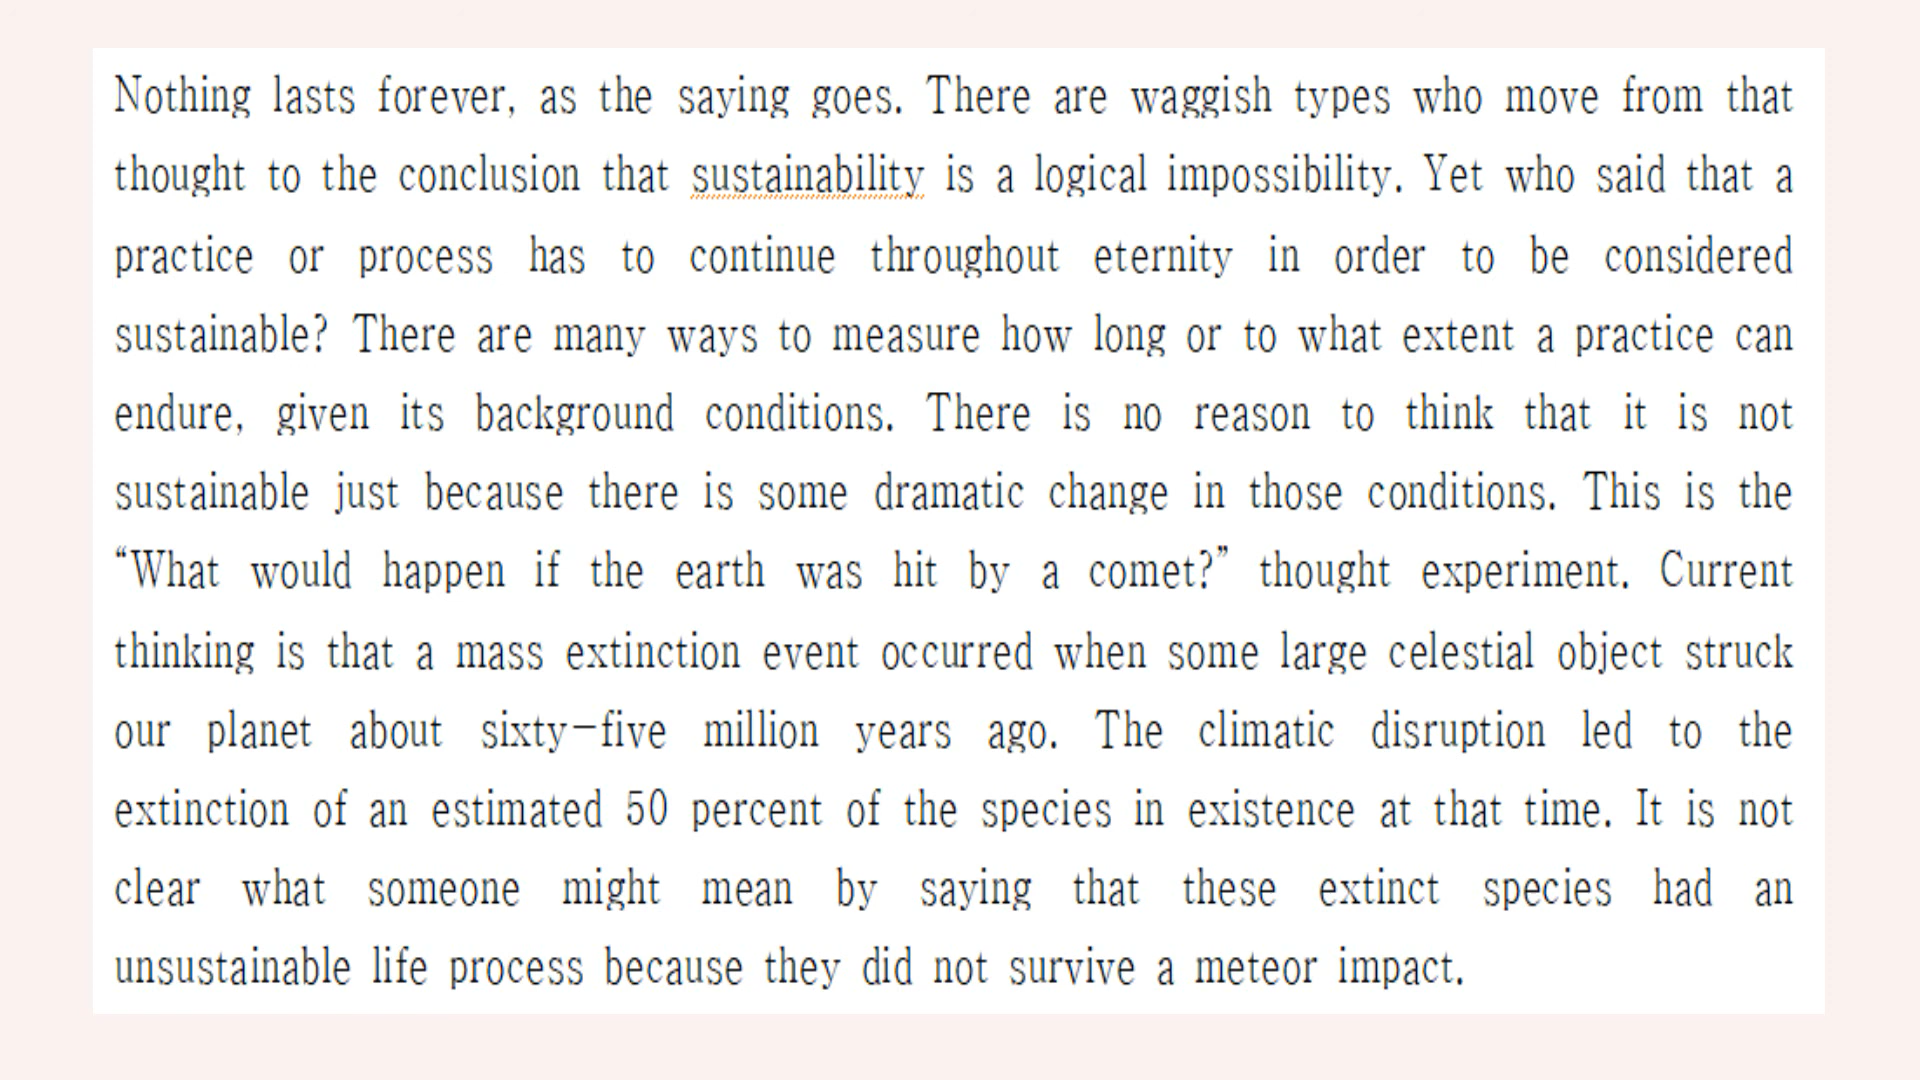 Nothing lasts forever, as the saying goes. There are waggish types who move from that
thought to the conclusion that sustainability is a logical impossibility. Yet who said that a
practice or process has to continue throughout eternity in order to be considered
sustainable? There are many ways to measure how long or to what extent a practice can
endure, given its background conditions. There is no reason to think that it is not
sustainable just because there is some dramatic change in those conditions. This is the
“What would happen if the earth was hit by a comet?” thought experiment. Current
thinking is that a mass extinction event occurred when some large celestial object struck
our planet about sixty-five million years ago. The climatic disruption led to the
extinction of an estimated 50 percent of the species in existence at that time. It is not
clear what someone might mean by saying that these extinct species had an
unsustainable life process because they did not survive a meteor impact.